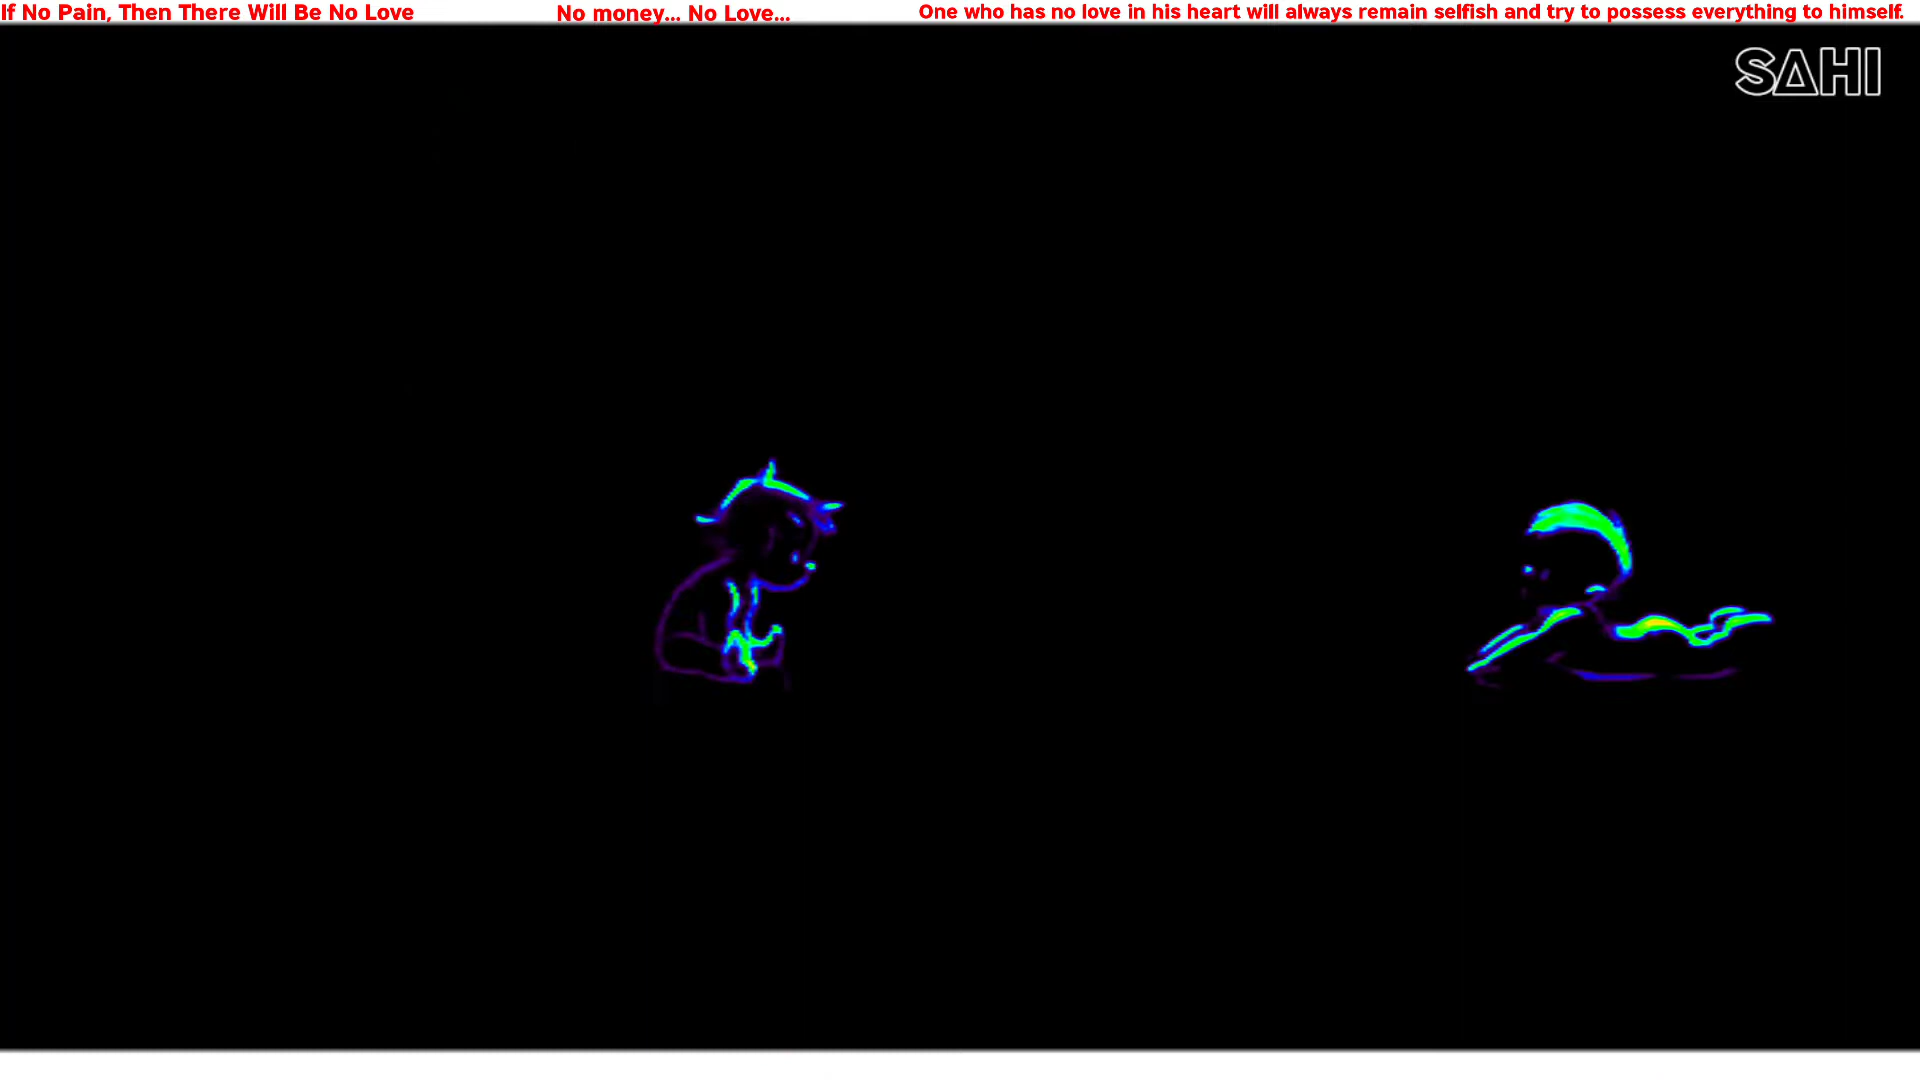 If No Pain, Then There Will Be No Love
No money... No Love...
One who has no love in his heart will always remain selfish and try to possess everything to himself.
SAHI